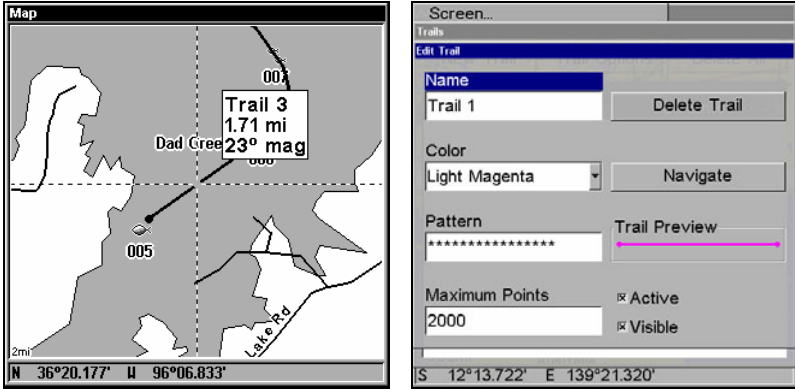 Map
007
Trail 3
1.71 mi
23º mag
Dad Cree
006
005
Lake Rd
2mi
N 36º20.177' W 96º06.833'
Screen...
Trails
Edit Trail
Name
Trail 1
Delete Trail
Color
Light Magenta
Navigate
Pattern
****************
Trail Preview
Maximum Points
2000
Active
Visible
S 12º13.722' E 139º21.320'